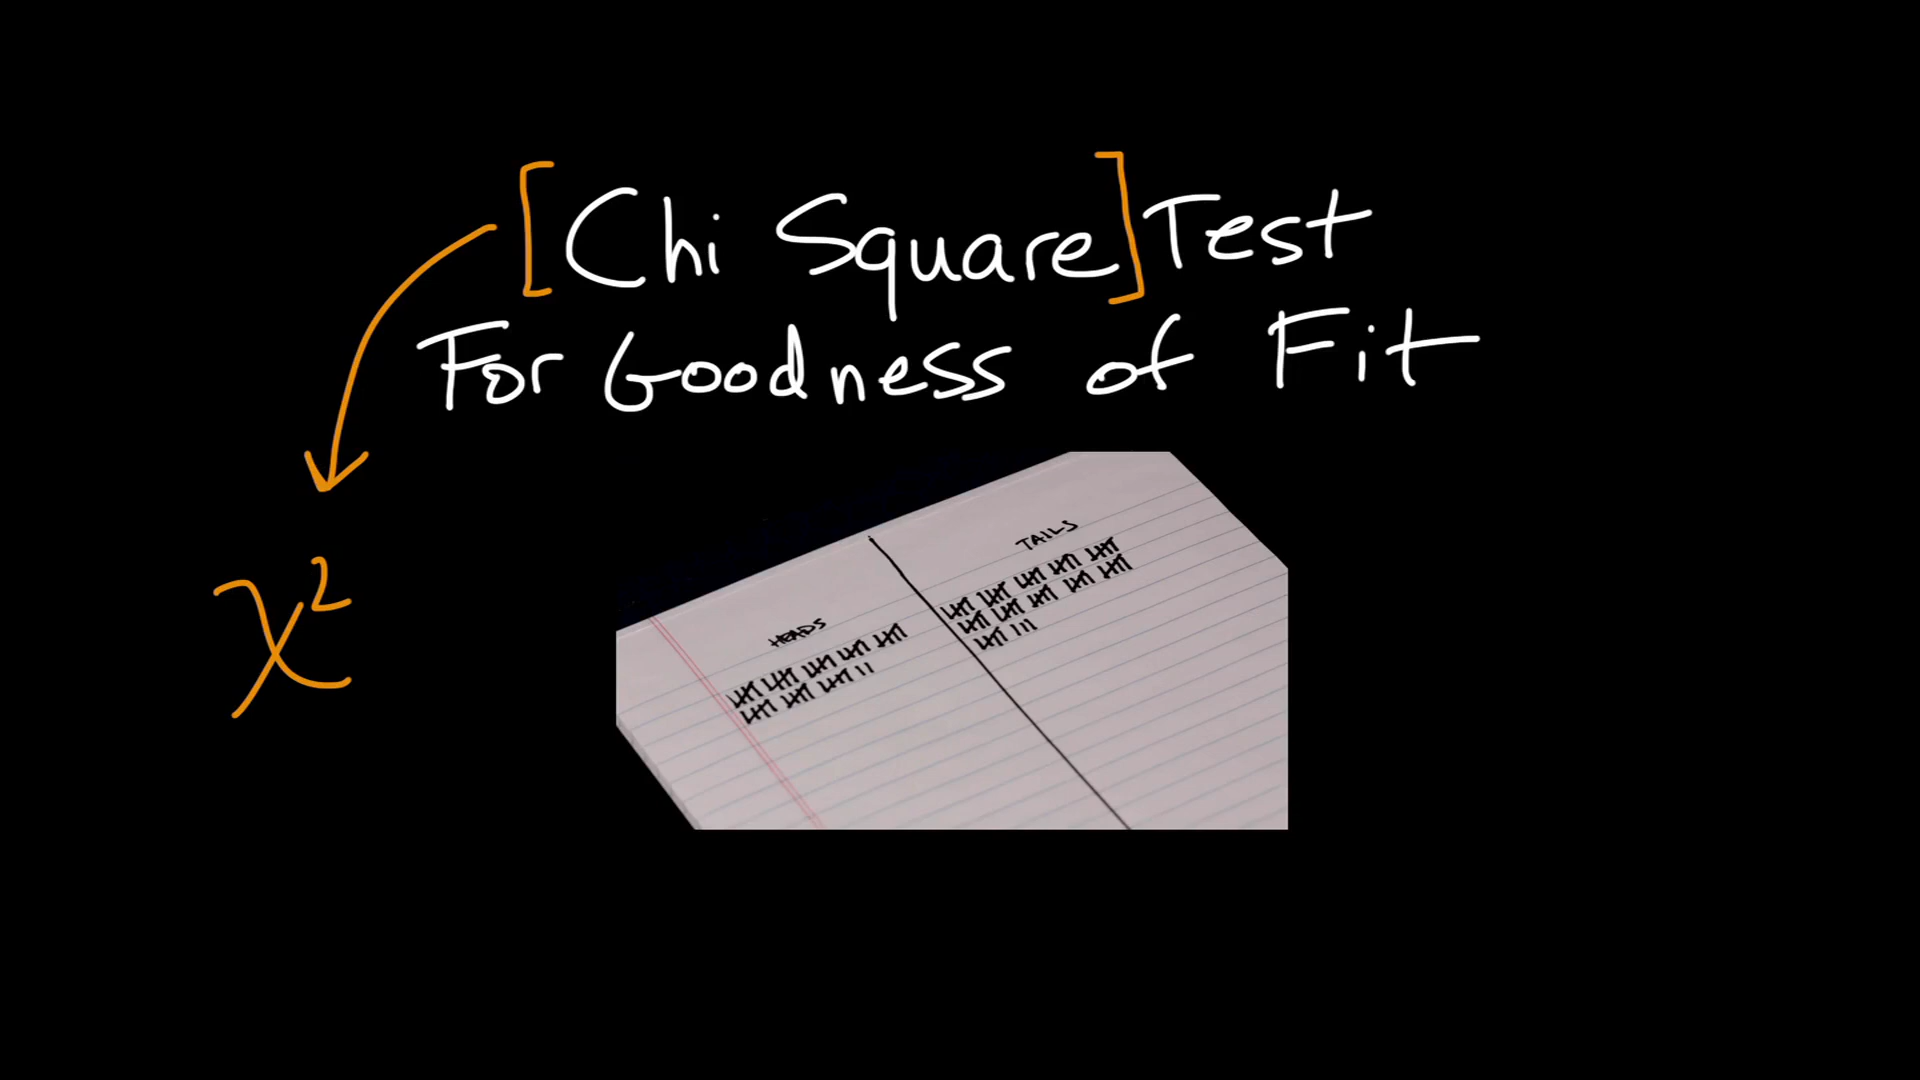 [Chi Square] Test
For Goodness of Fit
χ²
HEADS
TAILS